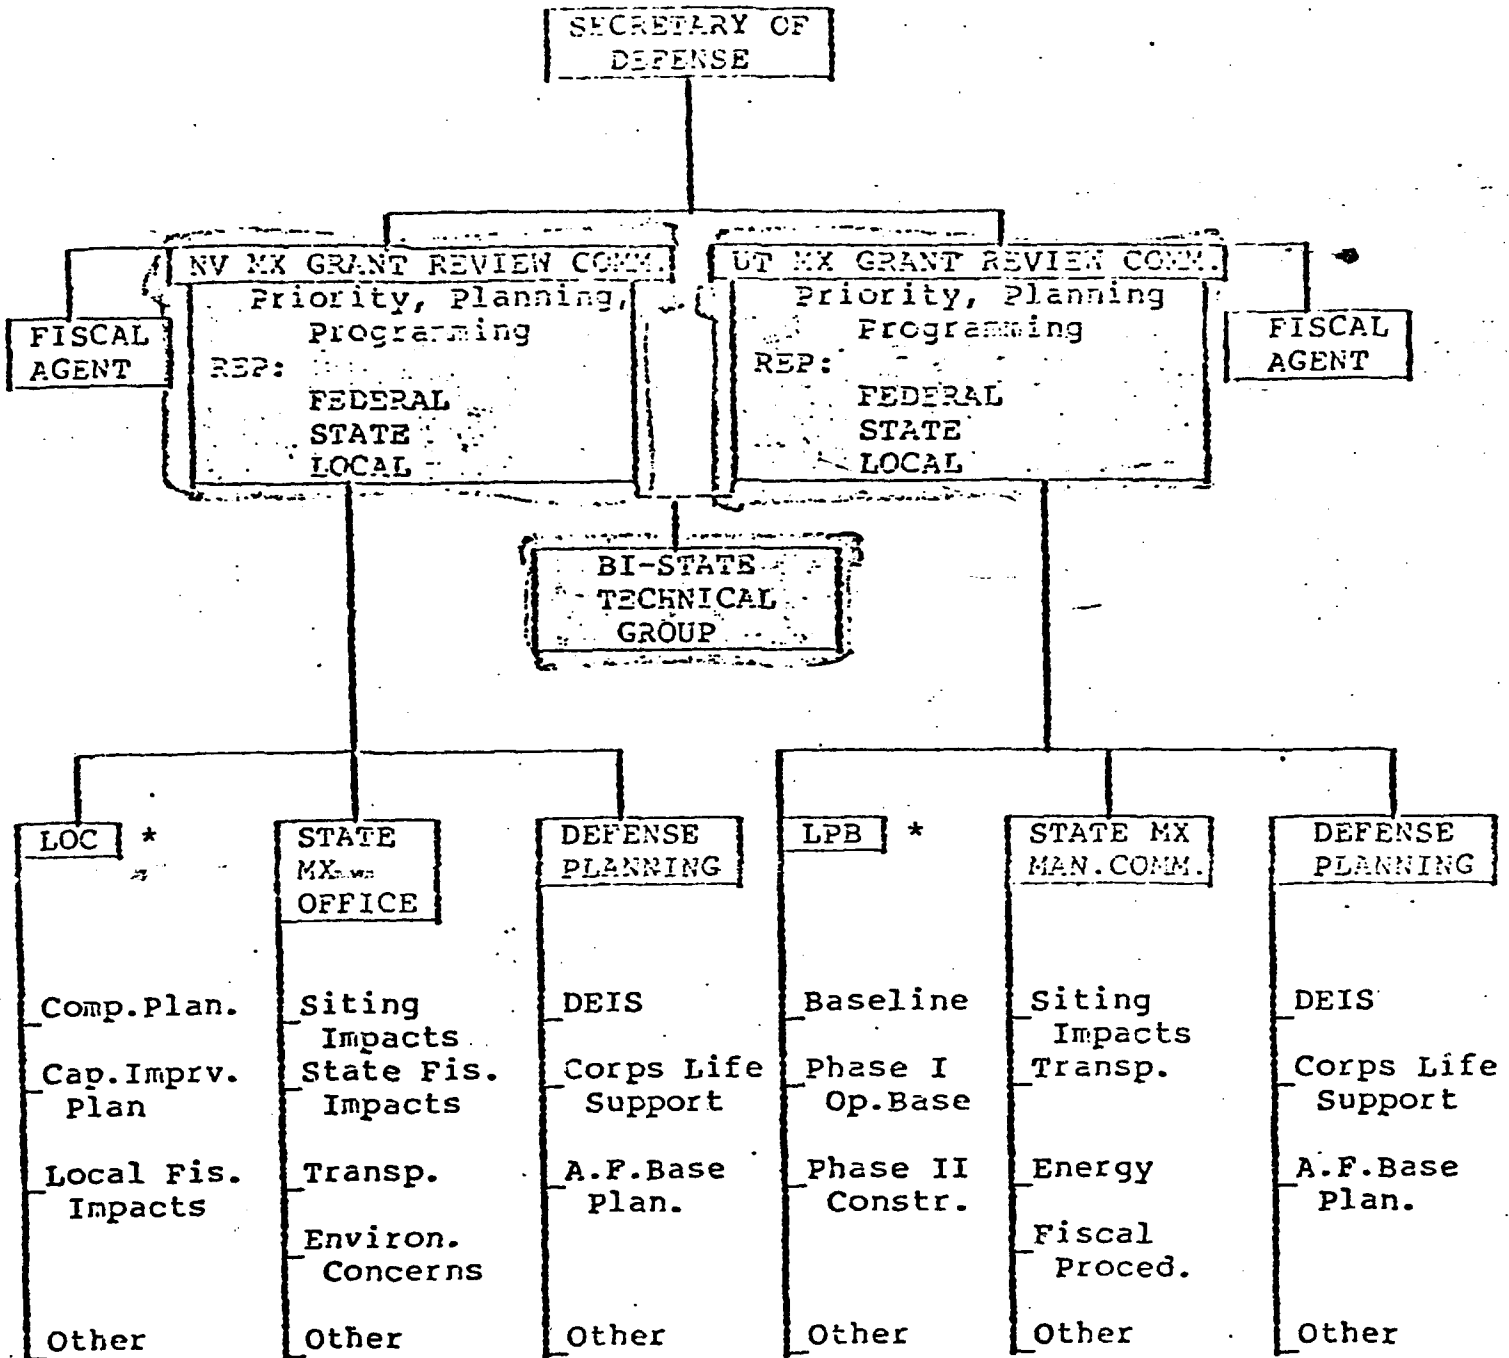 SECRETARY OF
DEFENSE
NV MX GRANT REVIEW COMM.
Priority, Planning,
Programming
REP:
FEDERAL
STATE
LOCAL
UT MX GRANT REVIEW COMM.
Priority, Planning
Programming
REP:
FEDERAL
STATE
LOCAL
FISCAL
AGENT
FISCAL
AGENT
BI-STATE
TECHNICAL
GROUP
LOC *
Comp.Plan.
Cap.Imprv.
Plan
Local Fis.
Impacts
Other
STATE
MX
OFFICE
Siting
Impacts
State Fis.
Impacts
Transp.
Environ.
Concerns
Other
DEFENSE
PLANNING
DEIS
Corps Life
Support
A.F.Base
Plan.
Other
LPB *
Baseline
Phase I
Op.Base
Phase II
Constr.
Other
STATE MX
MAN.COMM.
Siting
Impacts
Transp.
Energy
Fiscal
Proced.
Other
DEFENSE
PLANNING
DEIS
Corps Life
Support
A.F.Base
Plan.
Other